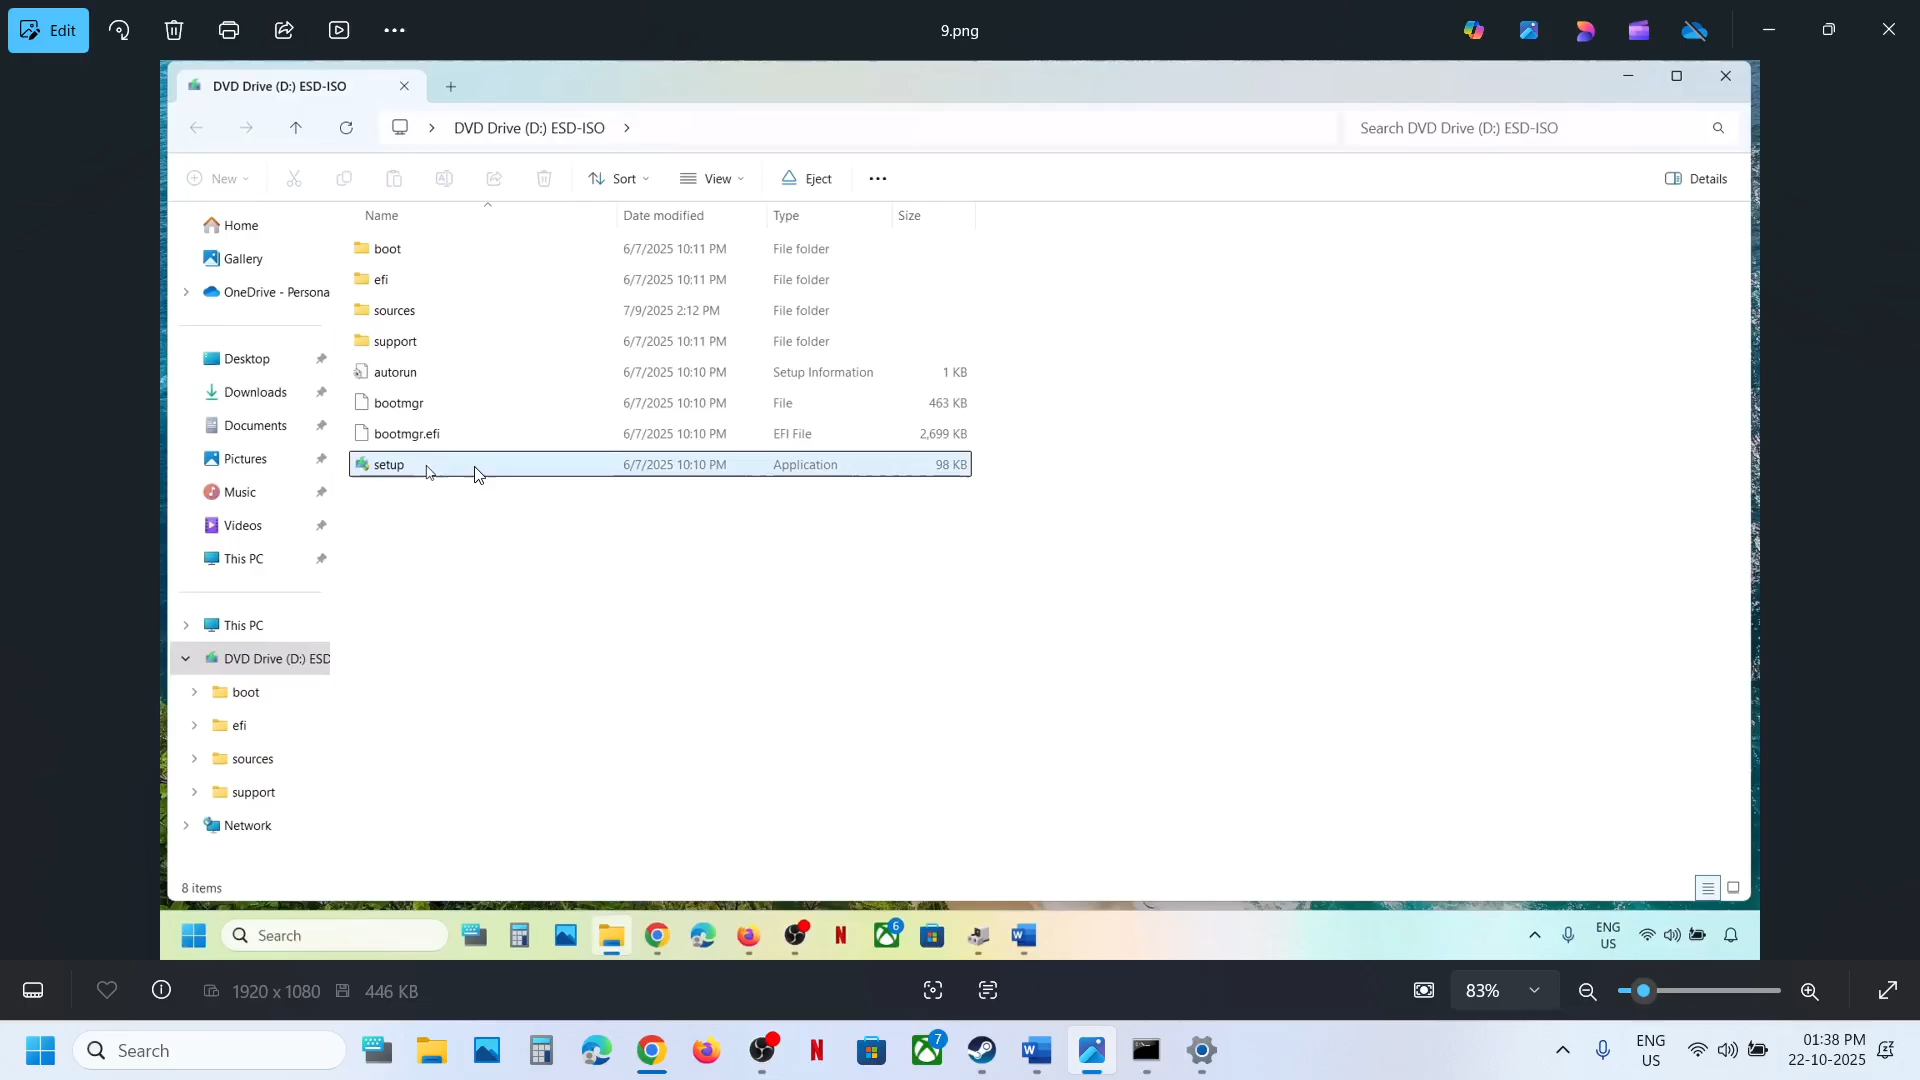 Edit
9.png
DVD Drive (D:) ESD-ISO
DVD Drive (D:) ESD-ISO
Search DVD Drive (D:) ESD-ISO
New Sort View Eject Details
Name Date modified Type Size
Home
Gallery
OneDrive - Persona
Desktop
Downloads
Documents
Pictures
Music
Videos
This PC
This PC
DVD Drive (D:) ESD
boot
efi
sources
support
Network
boot 6/7/2025 10:11 PM File folder
efi 6/7/2025 10:11 PM File folder
sources 7/9/2025 2:12 PM File folder
support 6/7/2025 10:11 PM File folder
autorun 6/7/2025 10:10 PM Setup Information 1 KB
bootmgr 6/7/2025 10:10 PM File 463 KB
bootmgr.efi 6/7/2025 10:10 PM EFI File 2,699 KB
setup 6/7/2025 10:10 PM Application 98 KB
8 items
Search
6
ENG
US
1920 x 1080 446 KB
83%
Search
7
ENG
US
01:38 PM
22-10-2025